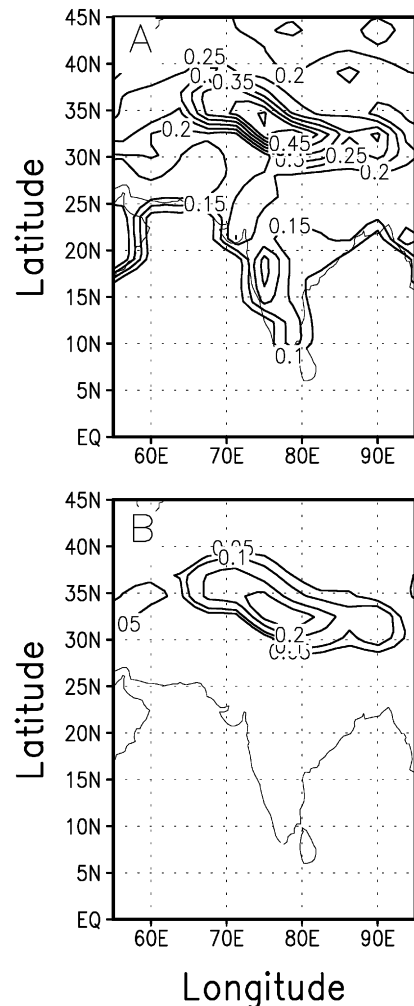 A
45N
40N
35N
30N
25N
20N
15N
10N
5N
EQ
Latitude
60E 70E 80E 90E
0.25
0.35
0.2
0.2
0.45
0.25
0.2
0.15
0.15
0.1
B
45N
40N
35N
30N
25N
20N
15N
10N
5N
EQ
Latitude
60E 70E 80E 90E
0.1
05
0.2
Longitude